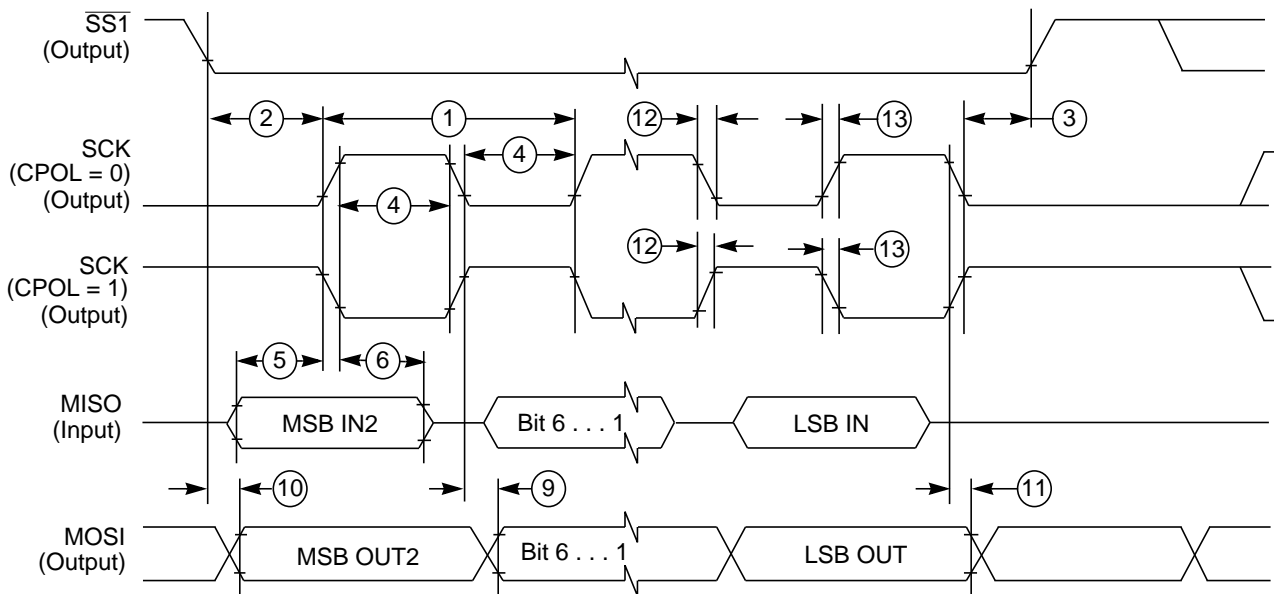 SS1
(Output)
2
1
12
13
3
SCK
(CPOL = 0)
(Output)
4
4
SCK
(CPOL = 1)
(Output)
12
13
5
6
MISO
(Input)
MSB IN2
Bit 6 . . . 1
LSB IN
10
9
11
MOSI
(Output)
MSB OUT2
Bit 6 . . . 1
LSB OUT